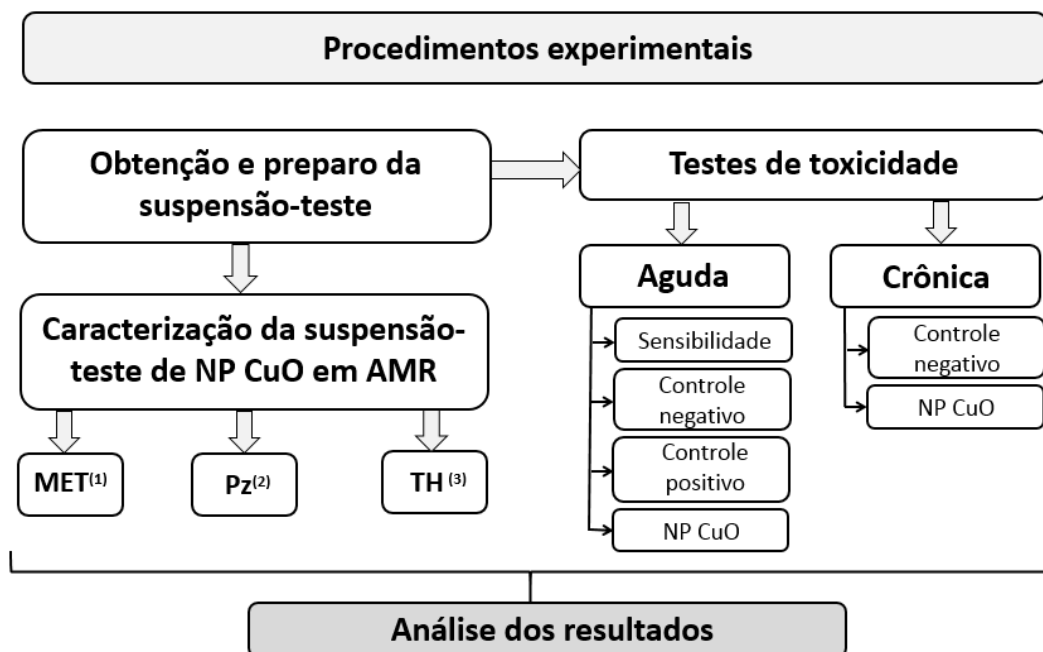 Procedimentos experimentais
Obtenção e preparo da
suspensão-teste
Testes de toxicidade
Caracterização da suspensão-
teste de NP CuO em AMR
MET(1)
Pz(2)
TH (3)
Aguda
Sensibilidade
Controle
negativo
Controle
positivo
NP CuO
Crônica
Controle
negativo
NP CuO
Análise dos resultados